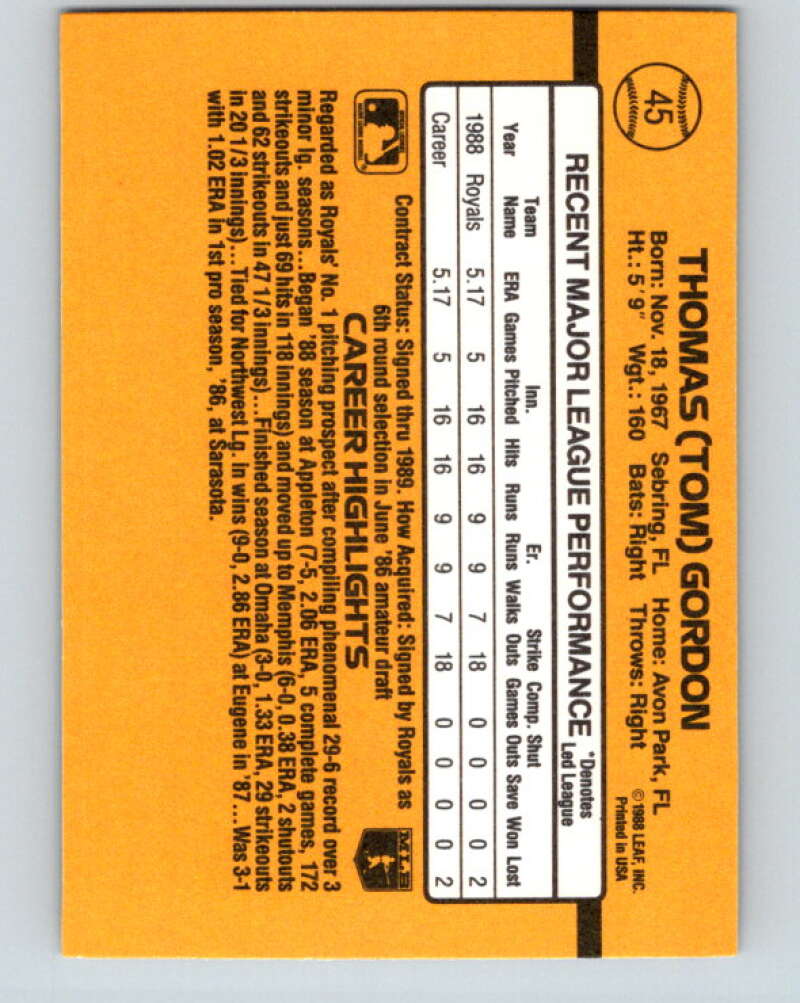 45
THOMAS (TOM) GORDON
Born: Nov. 18, 1967 Sebring, FL Home: Avon Park, FL
Ht.: 5' 9" Wgt.: 160 Bats: Right Throws: Right
© 1988 LEAF, INC.
Printed in USA
RECENT MAJOR LEAGUE PERFORMANCE
*Denotes
Led League
Team Inn. Er. Strike Comp. Shut
Year Name ERA Games Pitched Hits Runs Runs Walks Outs Games Outs Save Won Lost
1988 Royals 5.17 5 16 16 9 9 7 18 0 0 0 0 2
Career 5.17 5 16 16 9 9 7 18 0 0 0 0 2
Contract Status: Signed thru 1989. How Acquired: Signed by Royals as
6th round selection in June '86 amateur draft
MLB
CAREER HIGHLIGHTS
Regarded as Royals' No. 1 pitching prospect after compiling phenomenal 29-6 record over 3
minor lg. seasons... Began '88 season at Appleton (7-5, 2.06 ERA, 5 complete games, 172
strikeouts and just 69 hits in 118 innings) and moved up to Memphis (6-0, 0.38 ERA, 2 shutouts
and 62 strikeouts in 47 1/3 innings)... Finished season at Omaha (3-0, 1.33 ERA, 29 strikeouts
in 20 1/3 innings)... Tied for Northwest Lg. in wins (9-0, 2.86 ERA) at Eugene in '87... Was 3-1
with 1.02 ERA in 1st pro season, '86, at Sarasota.